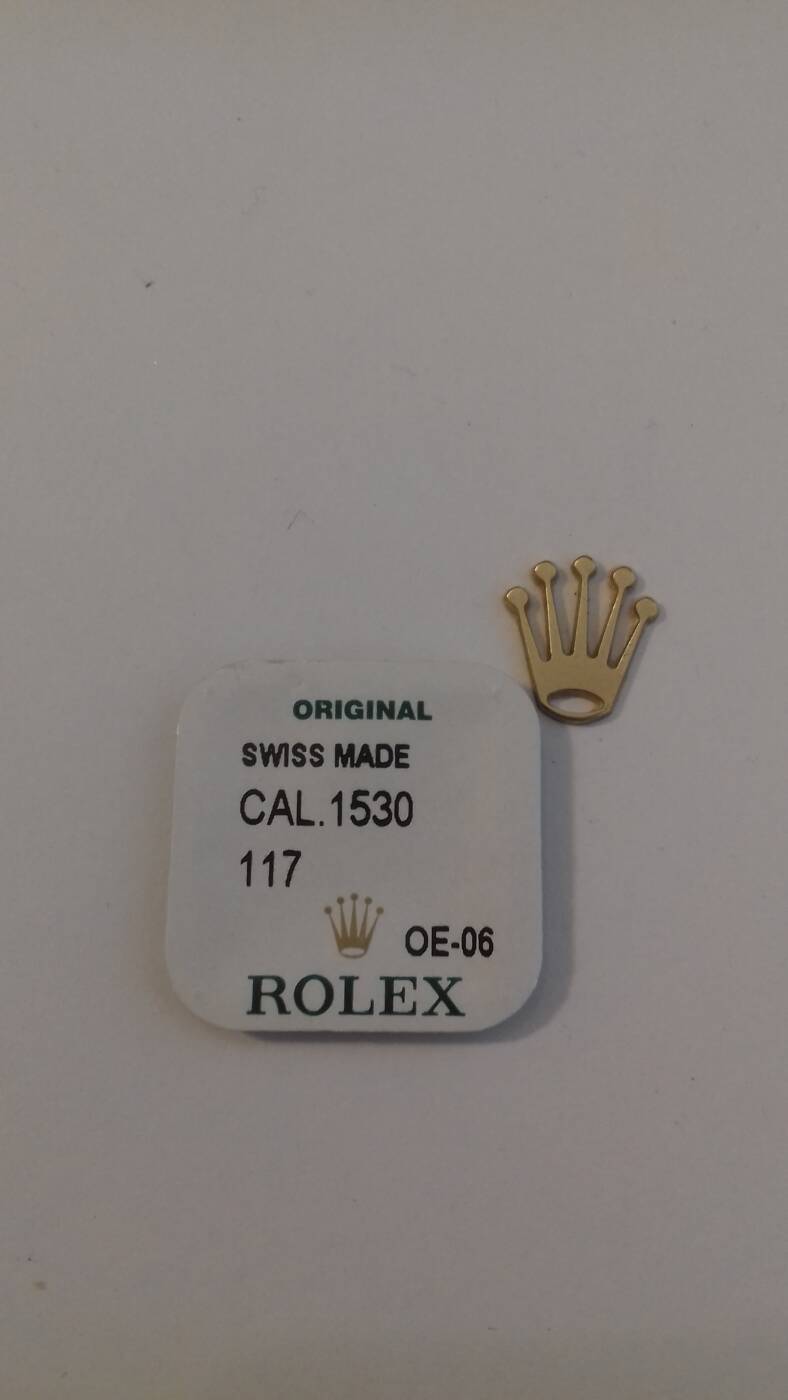 ORIGINAL
SWISS MADE
CAL.1530
117
OE-06
ROLEX